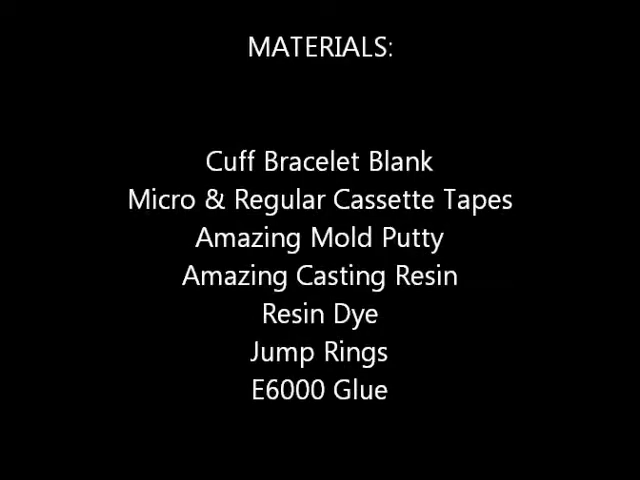 MATERIALS:
Cuff Bracelet Blank
Micro & Regular Cassette Tapes
Amazing Mold Putty
Amazing Casting Resin
Resin Dye
Jump Rings
E6000 Glue